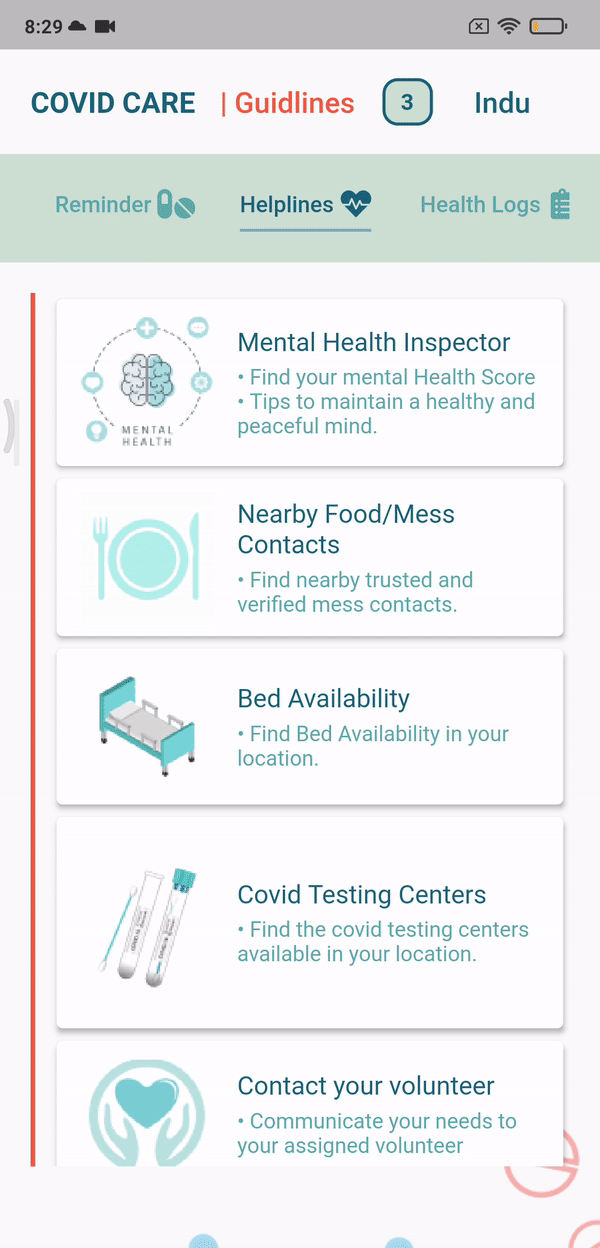 8:29
COVID CARE | Guidlines 3 Indu
Reminder Helplines Health Logs
MENTAL
HEALTH
Mental Health Inspector
• Find your mental Health Score
• Tips to maintain a healthy and
peaceful mind.
Nearby Food/Mess
Contacts
• Find nearby trusted and
verified mess contacts.
Bed Availability
• Find Bed Availability in your
location.
Covid Testing Centers
• Find the covid testing centers
available in your location.
Contact your volunteer
• Communicate your needs to
your assigned volunteer